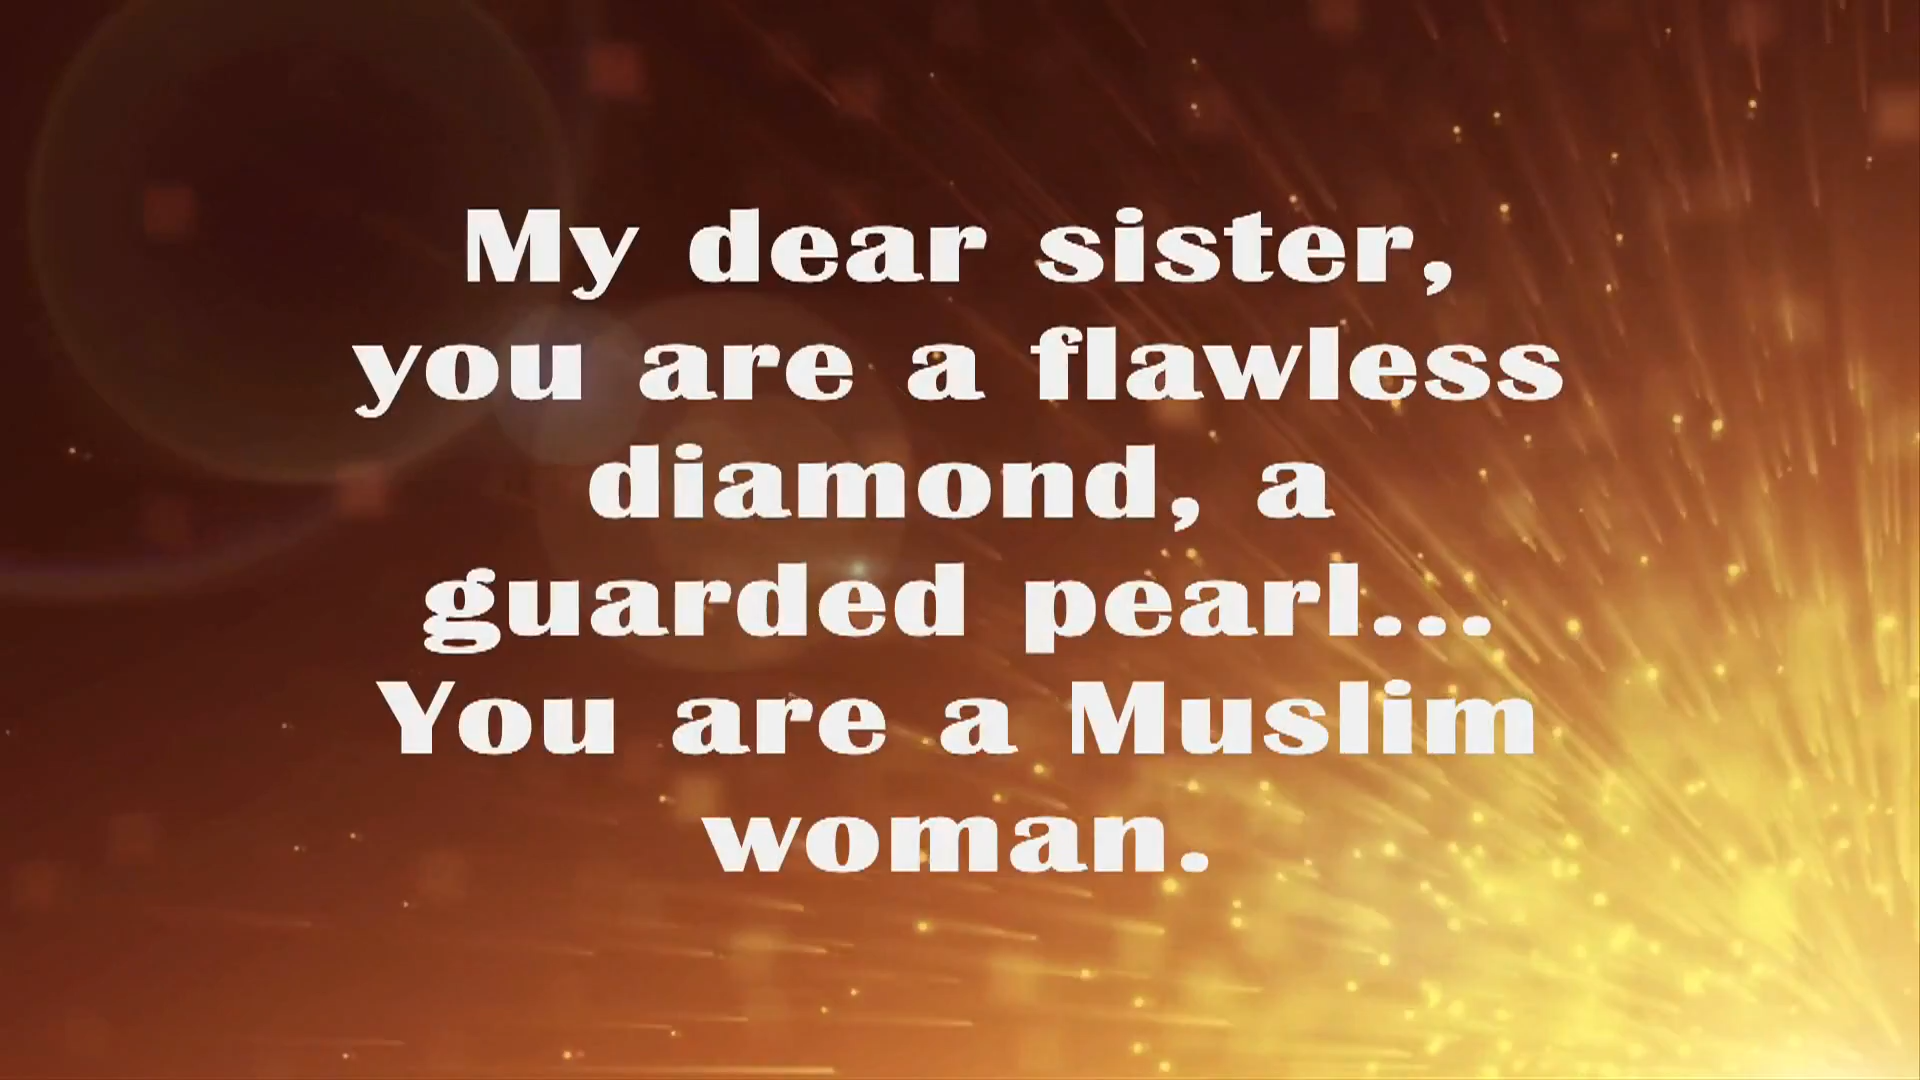 My dear sister,
you are a flawless
diamond, a
guarded pearl...
You are a Muslim
woman.